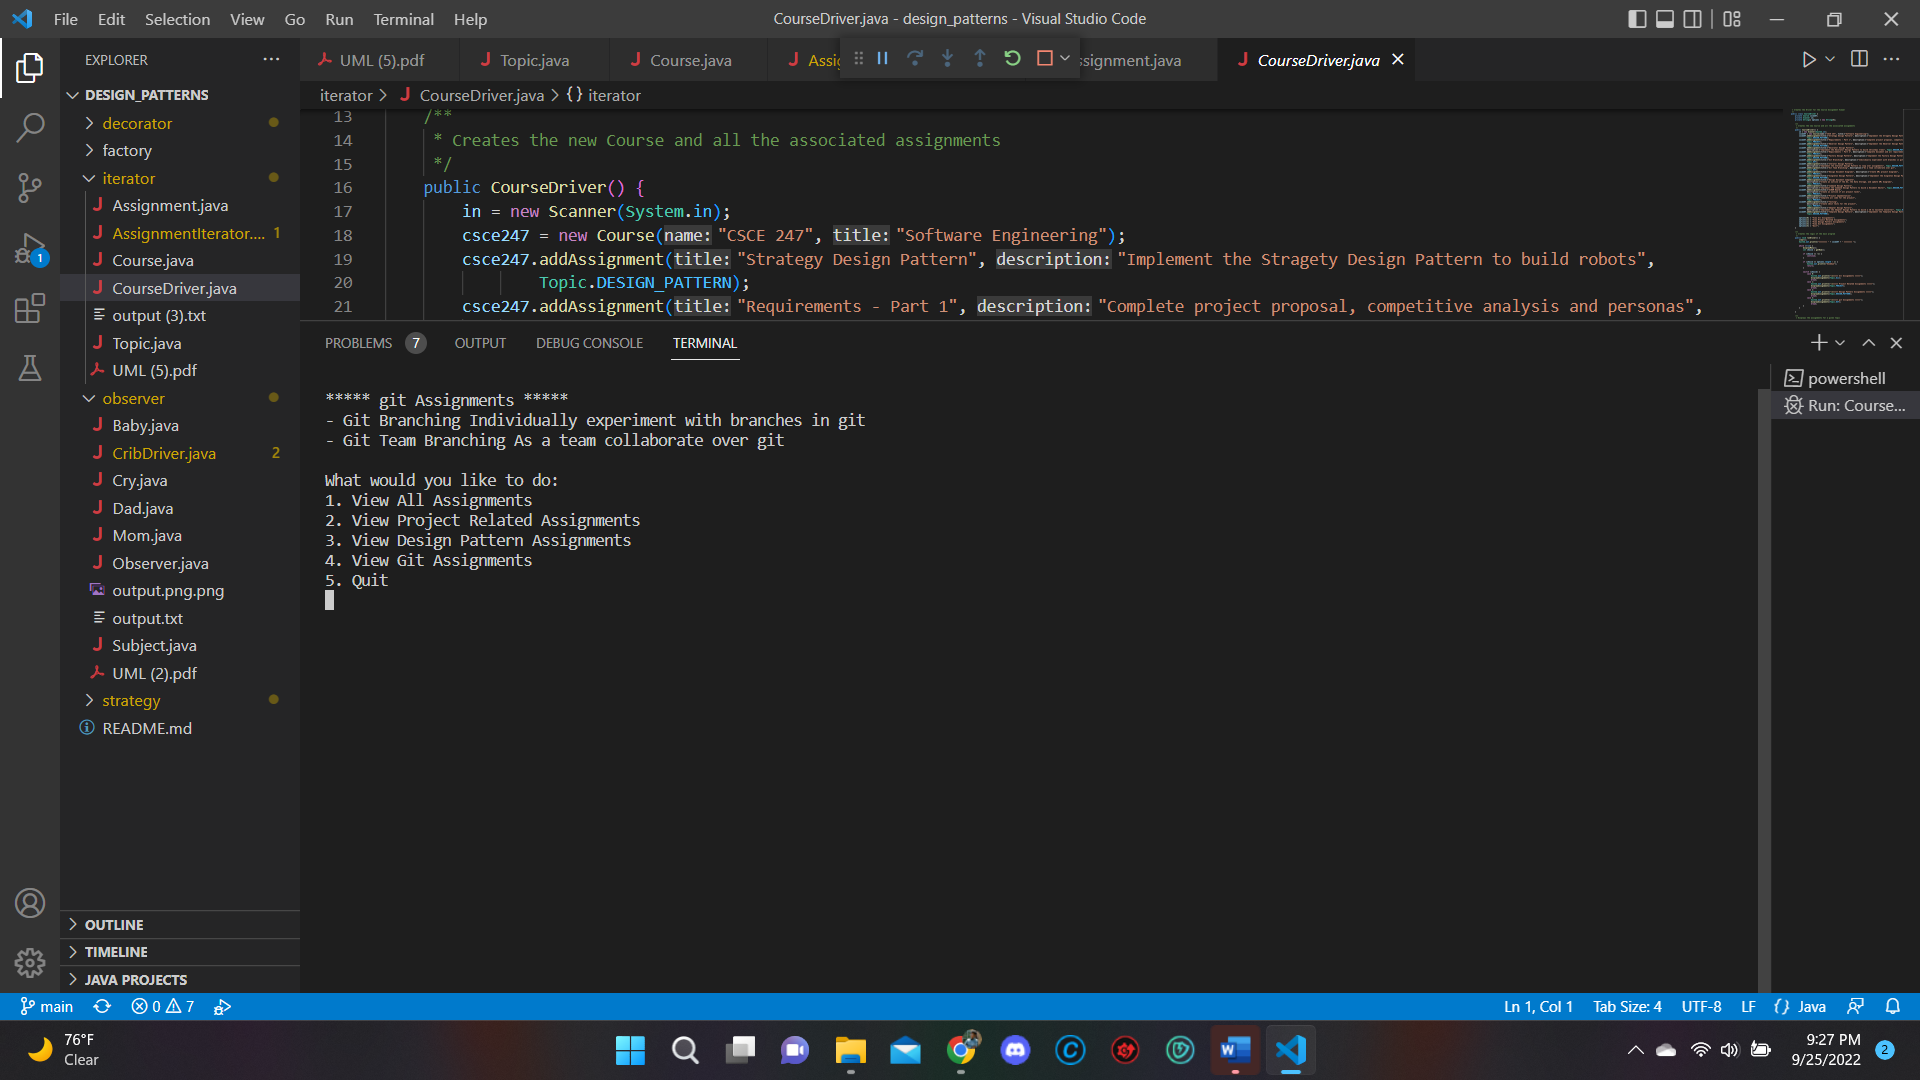 File Edit Selection View Go Run Terminal Help
CourseDriver.java - design_patterns - Visual Studio Code
EXPLORER
UML (5).pdf
Topic.java
Course.java
Assig
ssignment.java
CourseDriver.java
iterator > CourseDriver.java > {} iterator
DESIGN_PATTERNS
decorator
factory
iterator
Assignment.java
AssignmentIterator.... 1
Course.java
CourseDriver.java
output (3).txt
Topic.java
UML (5).pdf
observer
Baby.java
CribDriver.java 2
Cry.java
Dad.java
Mom.java
Observer.java
output.png.png
output.txt
Subject.java
UML (2).pdf
strategy
README.md
OUTLINE
TIMELINE
JAVA PROJECTS
1
13 /**
14 * Creates the new Course and all the associated assignments
15 */
16 public CourseDriver() {
17 in = new Scanner(System.in);
18 csce247 = new Course(name: "CSCE 247", title: "Software Engineering");
19 csce247.addAssignment(title: "Strategy Design Pattern", description: "Implement the Stragety Design Pattern to build robots",
20 Topic.DESIGN_PATTERN);
21 csce247.addAssignment(title: "Requirements - Part 1", description: "Complete project proposal, competitive analysis and personas",
PROBLEMS 7 OUTPUT DEBUG CONSOLE TERMINAL
powershell
Run: Course...
***** git Assignments *****
- Git Branching Individually experiment with branches in git
- Git Team Branching As a team collaborate over git
What would you like to do:
1. View All Assignments
2. View Project Related Assignments
3. View Design Pattern Assignments
4. View Git Assignments
5. Quit
main 0 7
Ln 1, Col 1 Tab Size: 4 UTF-8 LF {} Java
76°F
Clear
9:27 PM
9/25/2022
2